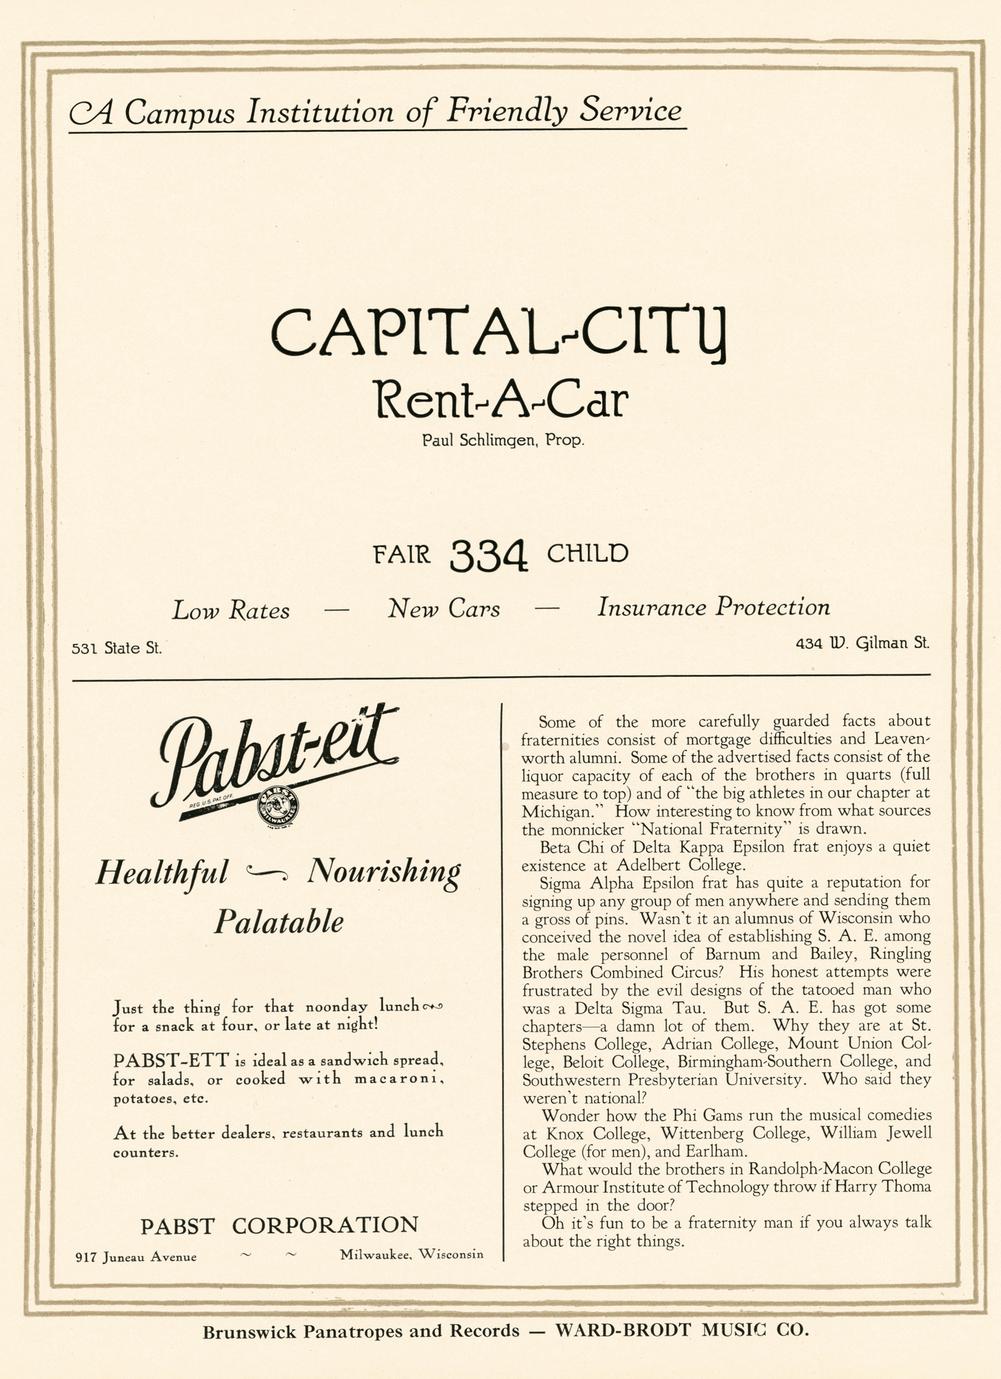 A Campus Institution of Friendly Service
CAPITAL-CITY
Rent-A-Car
Paul Schlimgen, Prop.
FAIR 334 CHILD
Low Rates — New Cars — Insurance Protection
531 State St.
434 W. Gilman St.
Pabst-ett
REG. U.S. PAT. OFF.
PABST
MILWAUKEE
Healthful ~ Nourishing
Palatable
Just the thing for that noonday lunch
for a snack at four, or late at night!
PABST-ETT is ideal as a sandwich spread,
for salads, or cooked with macaroni,
potatoes, etc.
At the better dealers, restaurants and lunch
counters.
PABST CORPORATION
917 Juneau Avenue ~ ~ Milwaukee, Wisconsin
Some of the more carefully guarded facts about
fraternities consist of mortgage difficulties and Leaven-
worth alumni. Some of the advertised facts consist of the
liquor capacity of each of the brothers in quarts (full
measure to top) and of "the big athletes in our chapter at
Michigan." How interesting to know from what sources
the monnicker "National Fraternity" is drawn.
Beta Chi of Delta Kappa Epsilon frat enjoys a quiet
existence at Adelbert College.
Sigma Alpha Epsilon frat has quite a reputation for
signing up any group of men anywhere and sending them
a gross of pins. Wasn't it an alumnus of Wisconsin who
conceived the novel idea of establishing S. A. E. among
the male personnel of Barnum and Bailey, Ringling
Brothers Combined Circus? His honest attempts were
frustrated by the evil designs of the tatooed man who
was a Delta Sigma Tau. But S. A. E. has got some
chapters—a damn lot of them. Why they are at St.
Stephens College, Adrian College, Mount Union Col-
lege, Beloit College, Birmingham-Southern College, and
Southwestern Presbyterian University. Who said they
weren't national?
Wonder how the Phi Gams run the musical comedies
at Knox College, Wittenberg College, William Jewell
College (for men), and Earlham.
What would the brothers in Randolph-Macon College
or Armour Institute of Technology throw if Harry Thoma
stepped in the door?
Oh it's fun to be a fraternity man if you always talk
about the right things.
Brunswick Panatropes and Records — WARD-BRODT MUSIC CO.